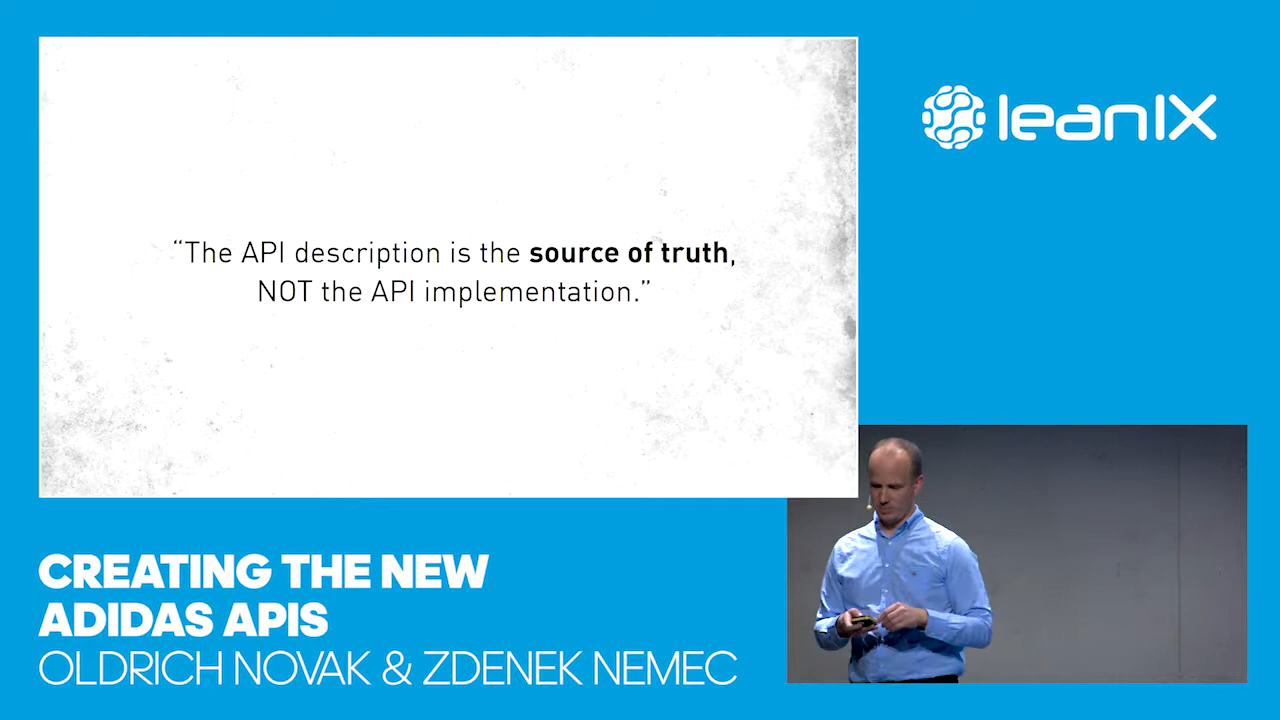 “The API description is the source of truth,
NOT the API implementation.”
leanIX
CREATING THE NEW
ADIDAS APIS
OLDRICH NOVAK & ZDENEK NEMEC